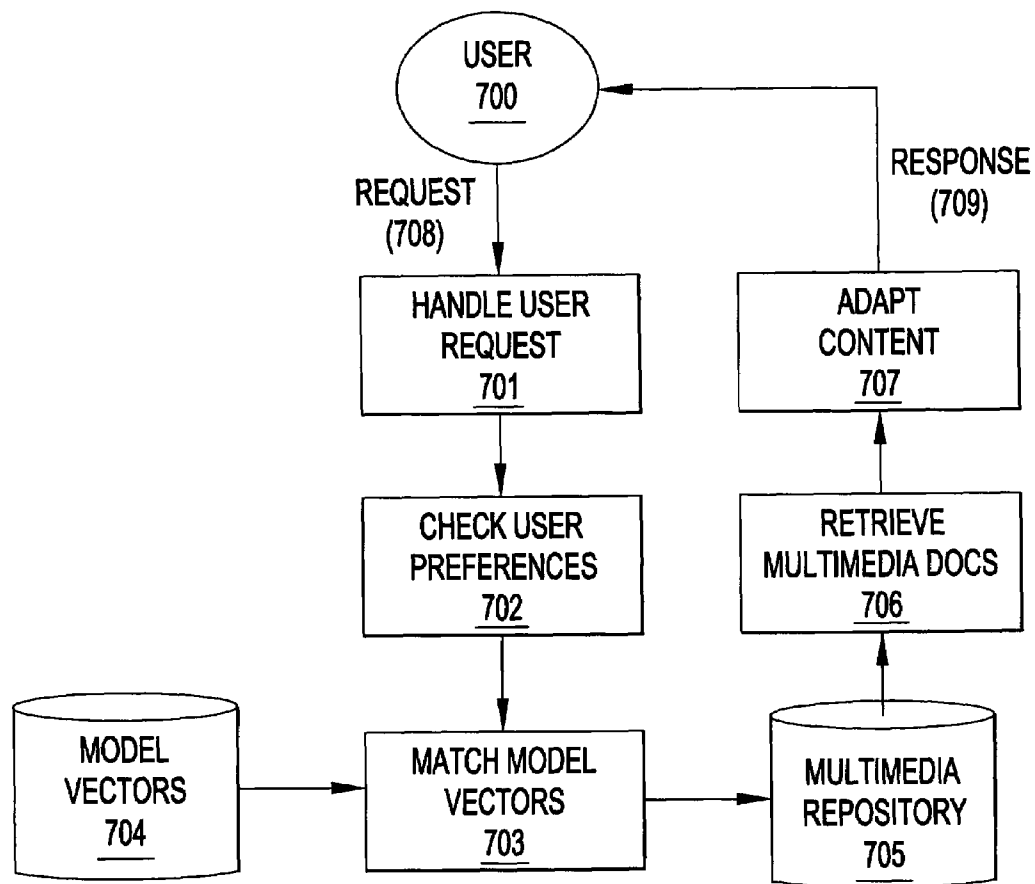 USER
700
REQUEST
(708)
RESPONSE
(709)
HANDLE USER
REQUEST
701
ADAPT
CONTENT
707
CHECK USER
PREFERENCES
702
RETRIEVE
MULTIMEDIA DOCS
706
MODEL
VECTORS
704
MATCH MODEL
VECTORS
703
MULTIMEDIA
REPOSITORY
705